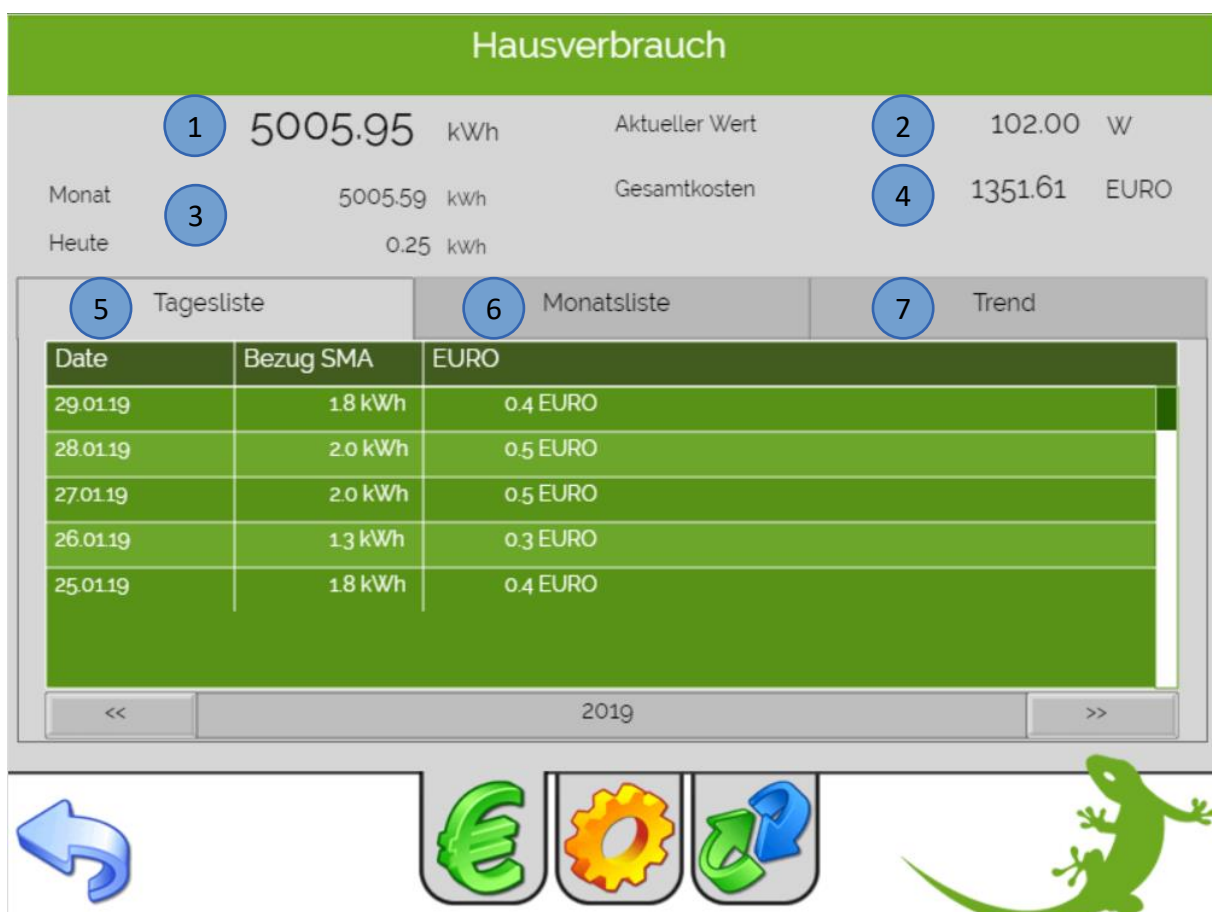 Hausverbrauch
1 5005.95 kWh Aktueller Wert 2 102.00 W
Monat 3 5005.59 kWh Gesamtkosten 4 1351.61 EURO
Heute 0.25 kWh
5 Tagesliste 6 Monatsliste 7 Trend
Date Bezug SMA EURO
29.01.19 1.8 kWh 0.4 EURO
28.01.19 2.0 kWh 0.5 EURO
27.01.19 2.0 kWh 0.5 EURO
26.01.19 1.3 kWh 0.3 EURO
25.01.19 1.8 kWh 0.4 EURO
<< 2019 >>